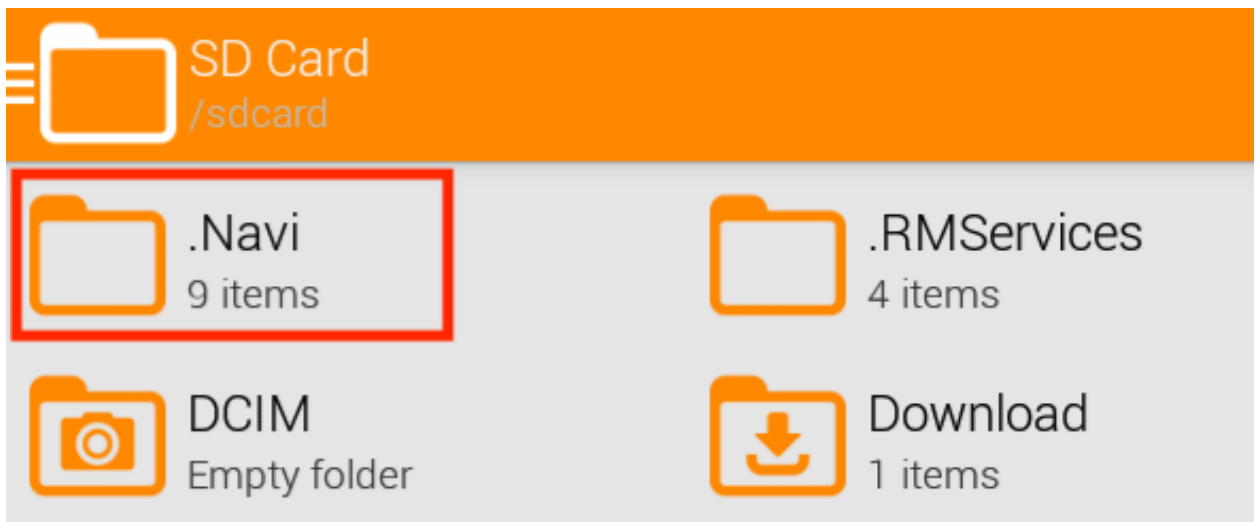 SD Card
/sdcard
.Navi
9 items
.RMServices
4 items
DCIM
Empty folder
Download
1 items